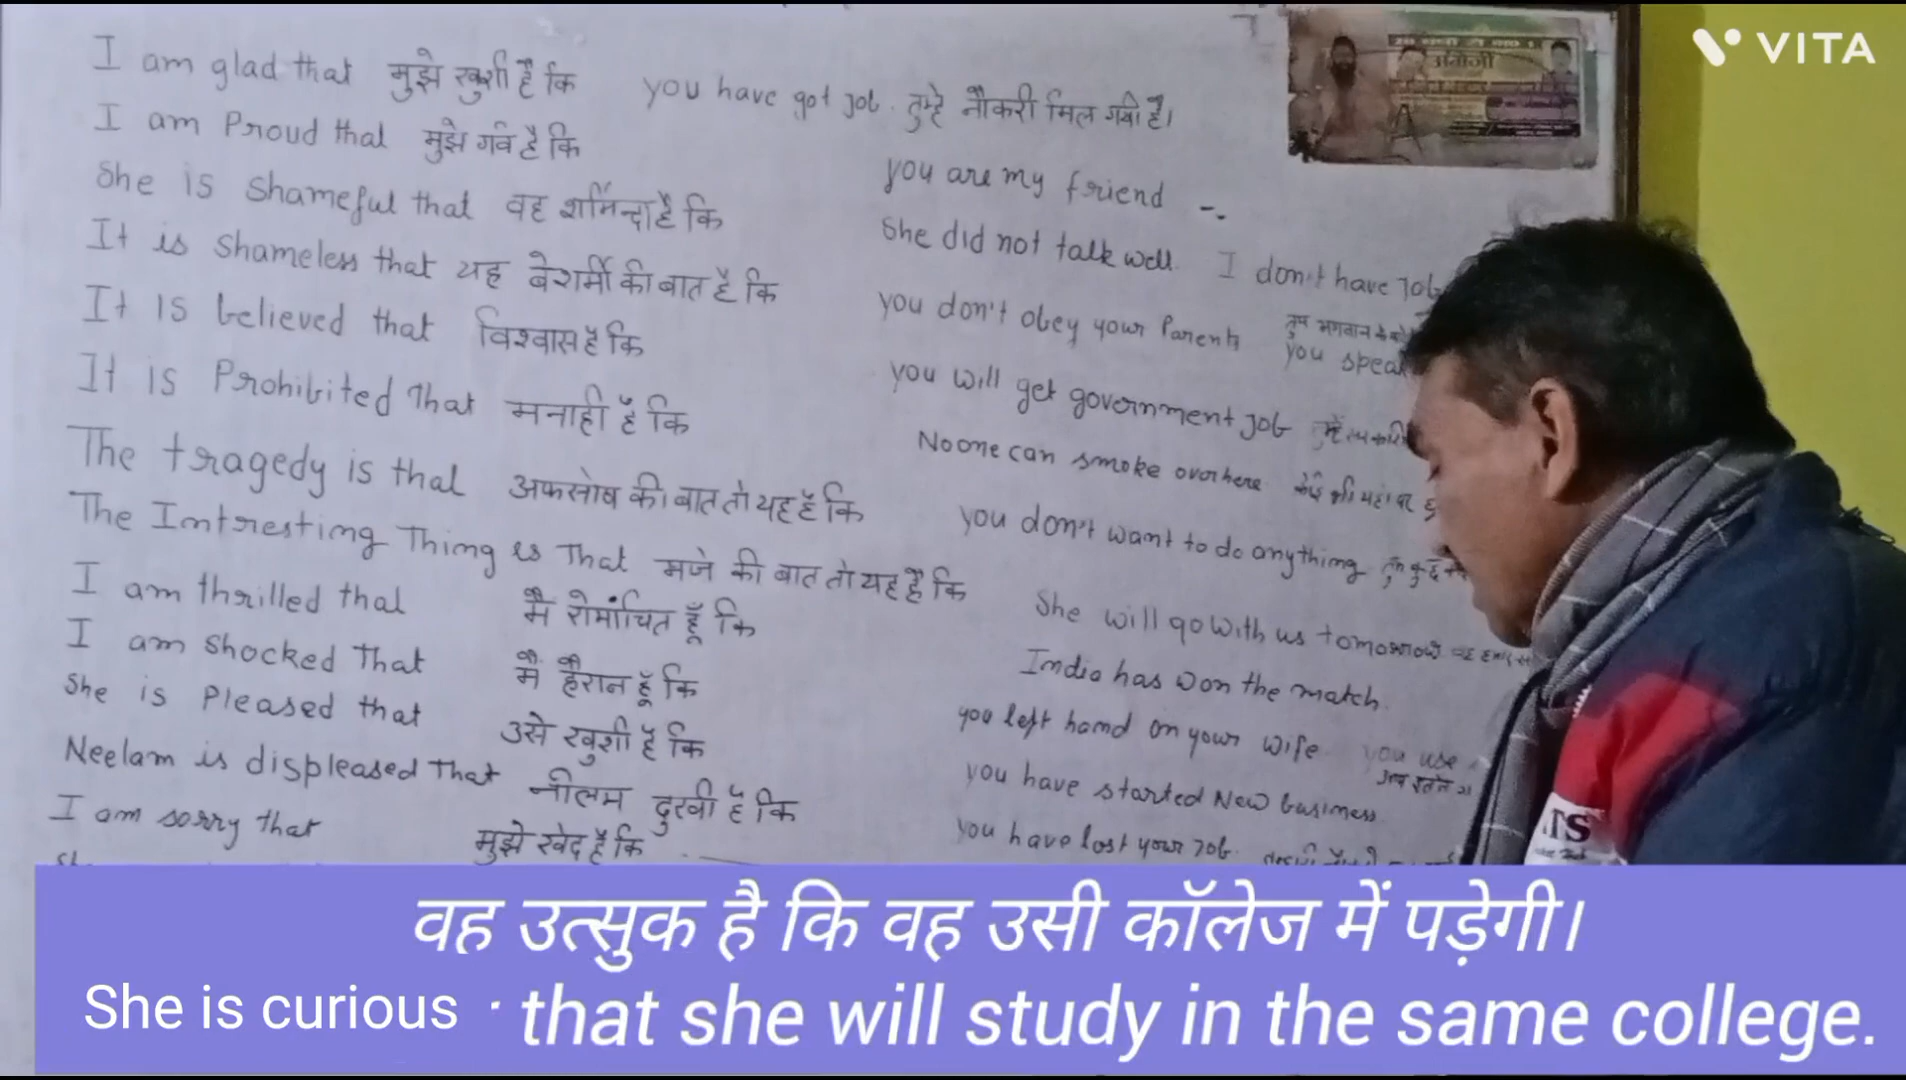 VITA
I am glad that मुझे खुशी है कि you have got Job. तुम्हे नौकरी मिल गयी है।
I am Proud that मुझे गर्व है कि you are my friend
She is Shameful that वह शर्मिन्दा है कि She did not talk well. I don't have Job
It is shameless that यह बेशर्मी की बात है कि you don't obey your Parents
you speak
It is believed that विश्वास है कि you will get government job
It is Prohibited That मनाही है कि No one can smoke over here
The tragedy is that अफसोष की बात तो यह है कि you don't want to do anything
The Intresting Thing is That मजे की बात तो यह है कि She will go with us tomorrow
I am thrilled that मैं रोमांचित हूँ कि India has won the match.
I am shocked That मैं हैरान हूँ कि you left hand on your wife. you use
She is Pleased that उसे खुशी है कि you have started New business
Neelam is displeased That नीलम दुखी है कि you have lost your Job.
I am sorry that मुझे खेद है कि
वह उत्सुक है कि वह उसी कॉलेज में पड़ेगी।
She is curious that she will study in the same college.